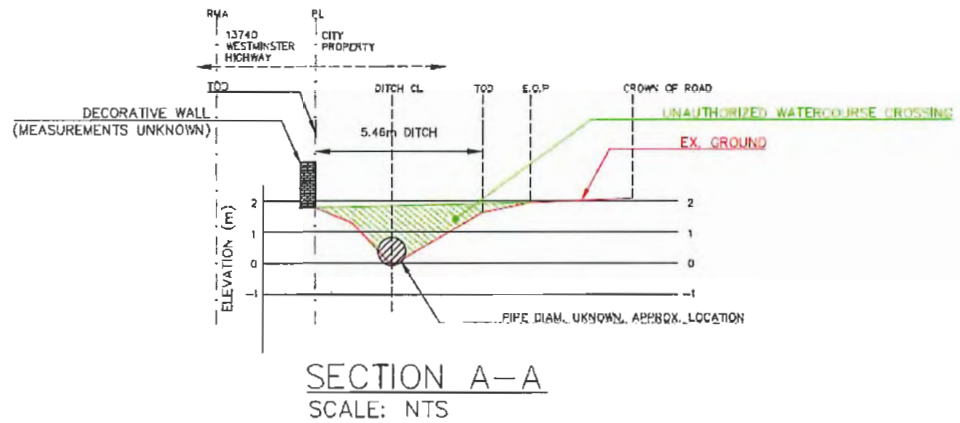 RMA
PL
13740
WESTMINSTER
HIGHWAY
CITY
PROPERTY
TOD
DITCH CL
TOD
E.O.P
CROWN OF ROAD
DECORATIVE WALL
(MEASUREMENTS UNKNOWN)
5.46m DITCH
UNAUTHORIZED WATERCOURSE CROSSING
EX. GROUND
ELEVATION (m)
2
1
0
-1
2
1
0
-1
PIPE DIAM. UKNOWN, APPROX. LOCATION
SECTION A-A
SCALE: NTS